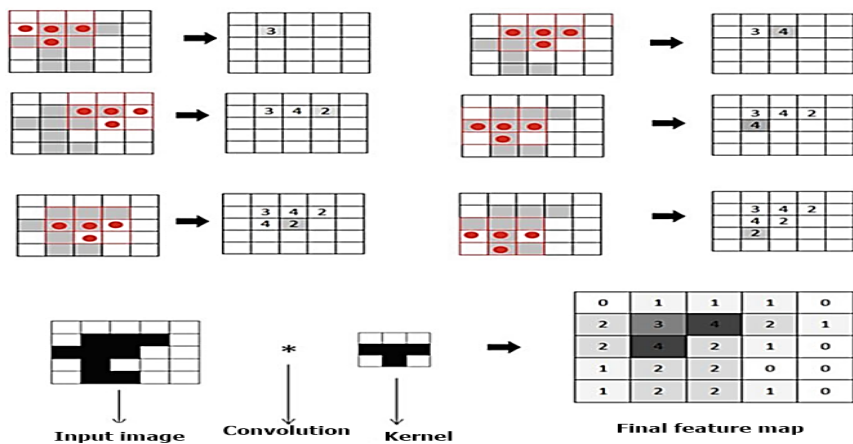 3
3 4
3 4 2
3 4 2
4
3 4 2
4 2
3 4 2
4 2
2
0 1 1 1 0
2 3 4 2 1
2 4 2 1 0
1 2 2 0 0
1 2 2 1 0
*
Input image
Convolution
Kernel
Final feature map